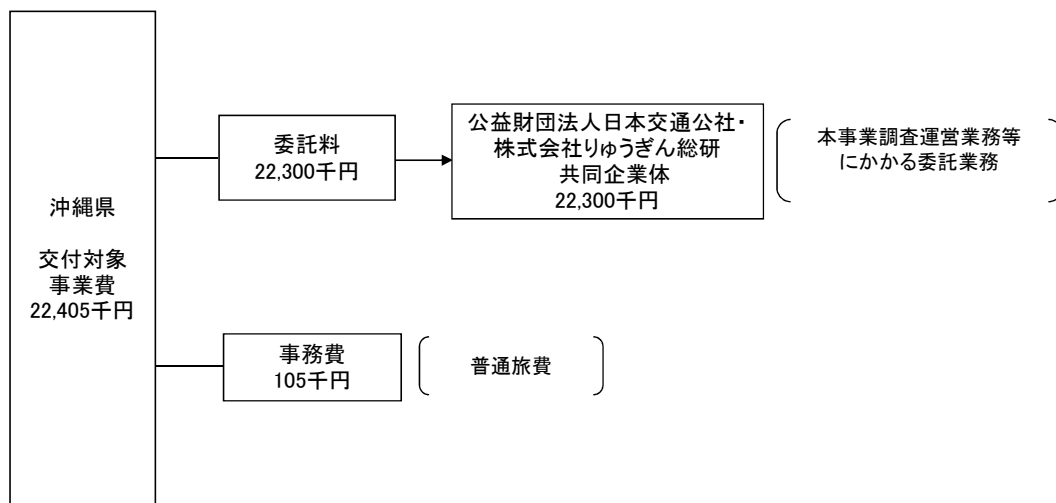 沖縄県
交付対象
事業費
22,405千円
委託料
22,300千円
公益財団法人日本交通公社・
株式会社りゅうぎん総研
共同企業体
22,300千円
本事業調査運営業務等
にかかる委託業務
事務費
105千円
普通旅費